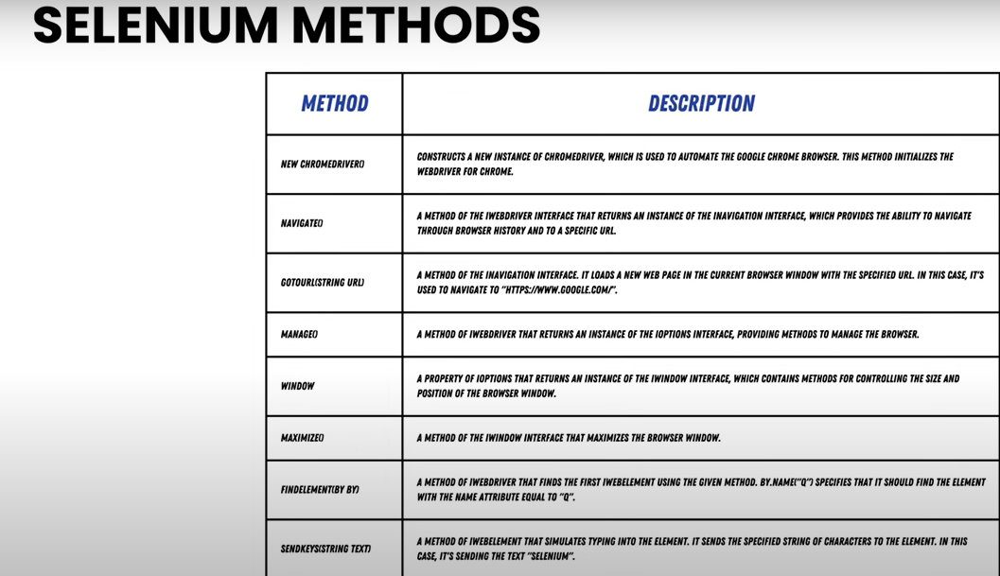 SELENIUM METHODS
METHOD
DESCRIPTION
NEW CHROMEDRIVER()
CONSTRUCTS A NEW INSTANCE OF CHROMEDRIVER, WHICH IS USED TO AUTOMATE THE GOOGLE CHROME BROWSER. THIS METHOD INITIALIZES THE
WEBDRIVER FOR CHROME.
NAVIGATE()
A METHOD OF THE IWEBDRIVER INTERFACE THAT RETURNS AN INSTANCE OF THE INAVIGATION INTERFACE, WHICH PROVIDES THE ABILITY TO NAVIGATE
THROUGH BROWSER HISTORY AND TO A SPECIFIC URL.
GOTOURL(STRING URL)
A METHOD OF THE INAVIGATION INTERFACE. IT LOADS A NEW WEB PAGE IN THE CURRENT BROWSER WINDOW WITH THE SPECIFIED URL. IN THIS CASE, IT'S
USED TO NAVIGATE TO "HTTPS://WWW.GOOGLE.COM/".
MANAGE()
A METHOD OF IWEBDRIVER THAT RETURNS AN INSTANCE OF THE IOPTIONS INTERFACE, PROVIDING METHODS TO MANAGE THE BROWSER.
WINDOW
A PROPERTY OF IOPTIONS THAT RETURNS AN INSTANCE OF THE IWINDOW INTERFACE, WHICH CONTAINS METHODS FOR CONTROLLING THE SIZE AND
POSITION OF THE BROWSER WINDOW.
MAXIMIZE()
A METHOD OF THE IWINDOW INTERFACE THAT MAXIMIZES THE BROWSER WINDOW.
FINDELEMENT(BY BY)
A METHOD OF IWEBDRIVER THAT FINDS THE FIRST IWEBELEMENT USING THE GIVEN METHOD. BY.NAME("Q") SPECIFIES THAT IT SHOULD FIND THE ELEMENT
WITH THE NAME ATTRIBUTE EQUAL TO "Q".
SENDKEYS(STRING TEXT)
A METHOD OF IWEBELEMENT THAT SIMULATES TYPING INTO THE ELEMENT. IT SENDS THE SPECIFIED STRING OF CHARACTERS TO THE ELEMENT. IN THIS
CASE, IT'S SENDING THE TEXT "SELENIUM".